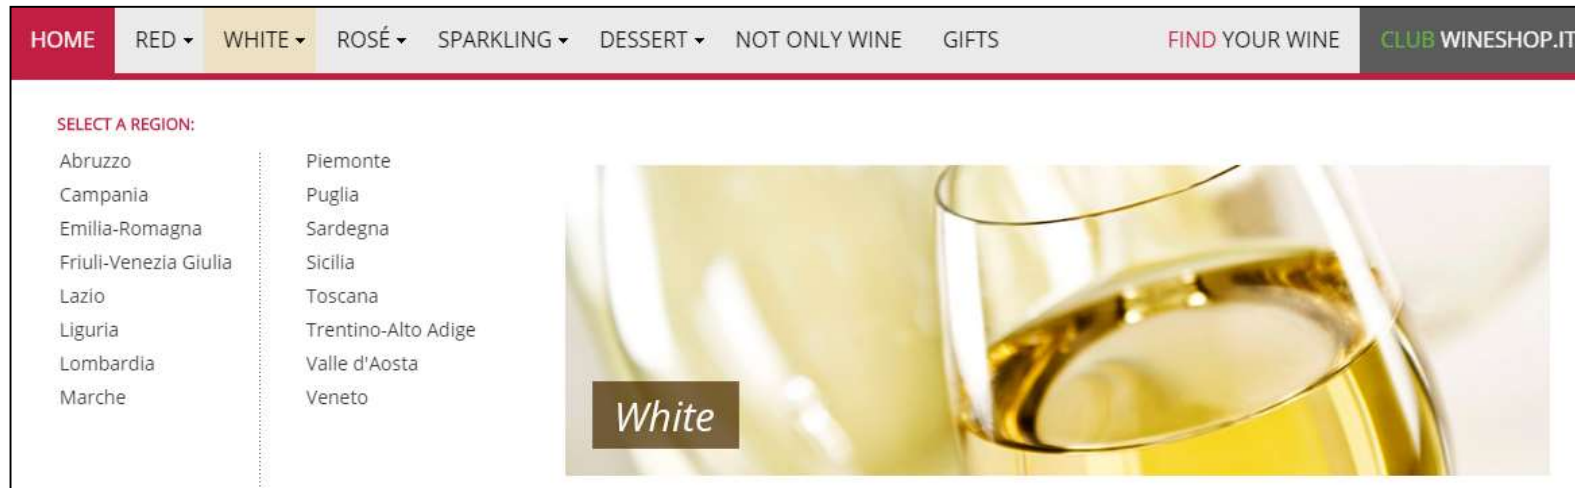 HOME RED WHITE ROSÉ SPARKLING DESSERT NOT ONLY WINE GIFTS FIND YOUR WINE CLUB WINESHOP.IT
SELECT A REGION:
Abruzzo
Campania
Emilia-Romagna
Friuli-Venezia Giulia
Lazio
Liguria
Lombardia
Marche
Piemonte
Puglia
Sardegna
Sicilia
Toscana
Trentino-Alto Adige
Valle d'Aosta
Veneto
White